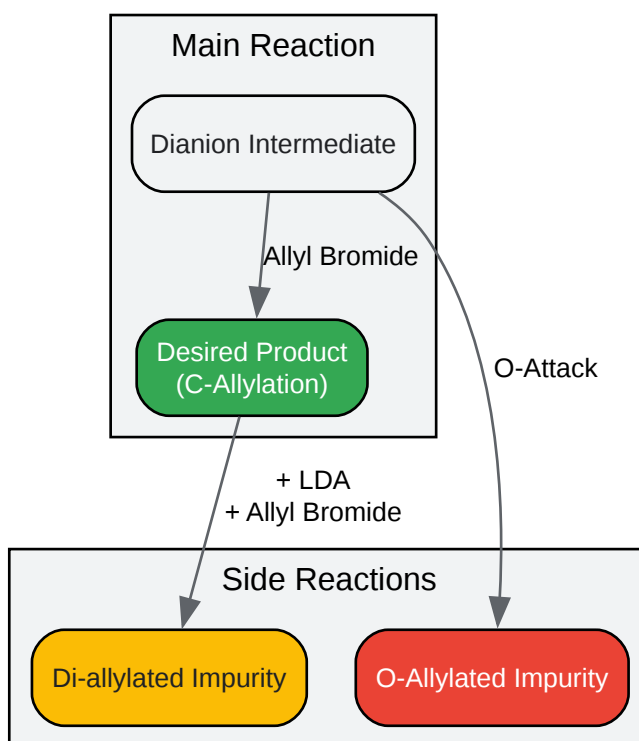 Main Reaction
Dianion Intermediate
Allyl Bromide
Desired Product
(C-Allylation)
O-Attack
+ LDA
+ Allyl Bromide
Side Reactions
Di-allylated Impurity
O-Allylated Impurity